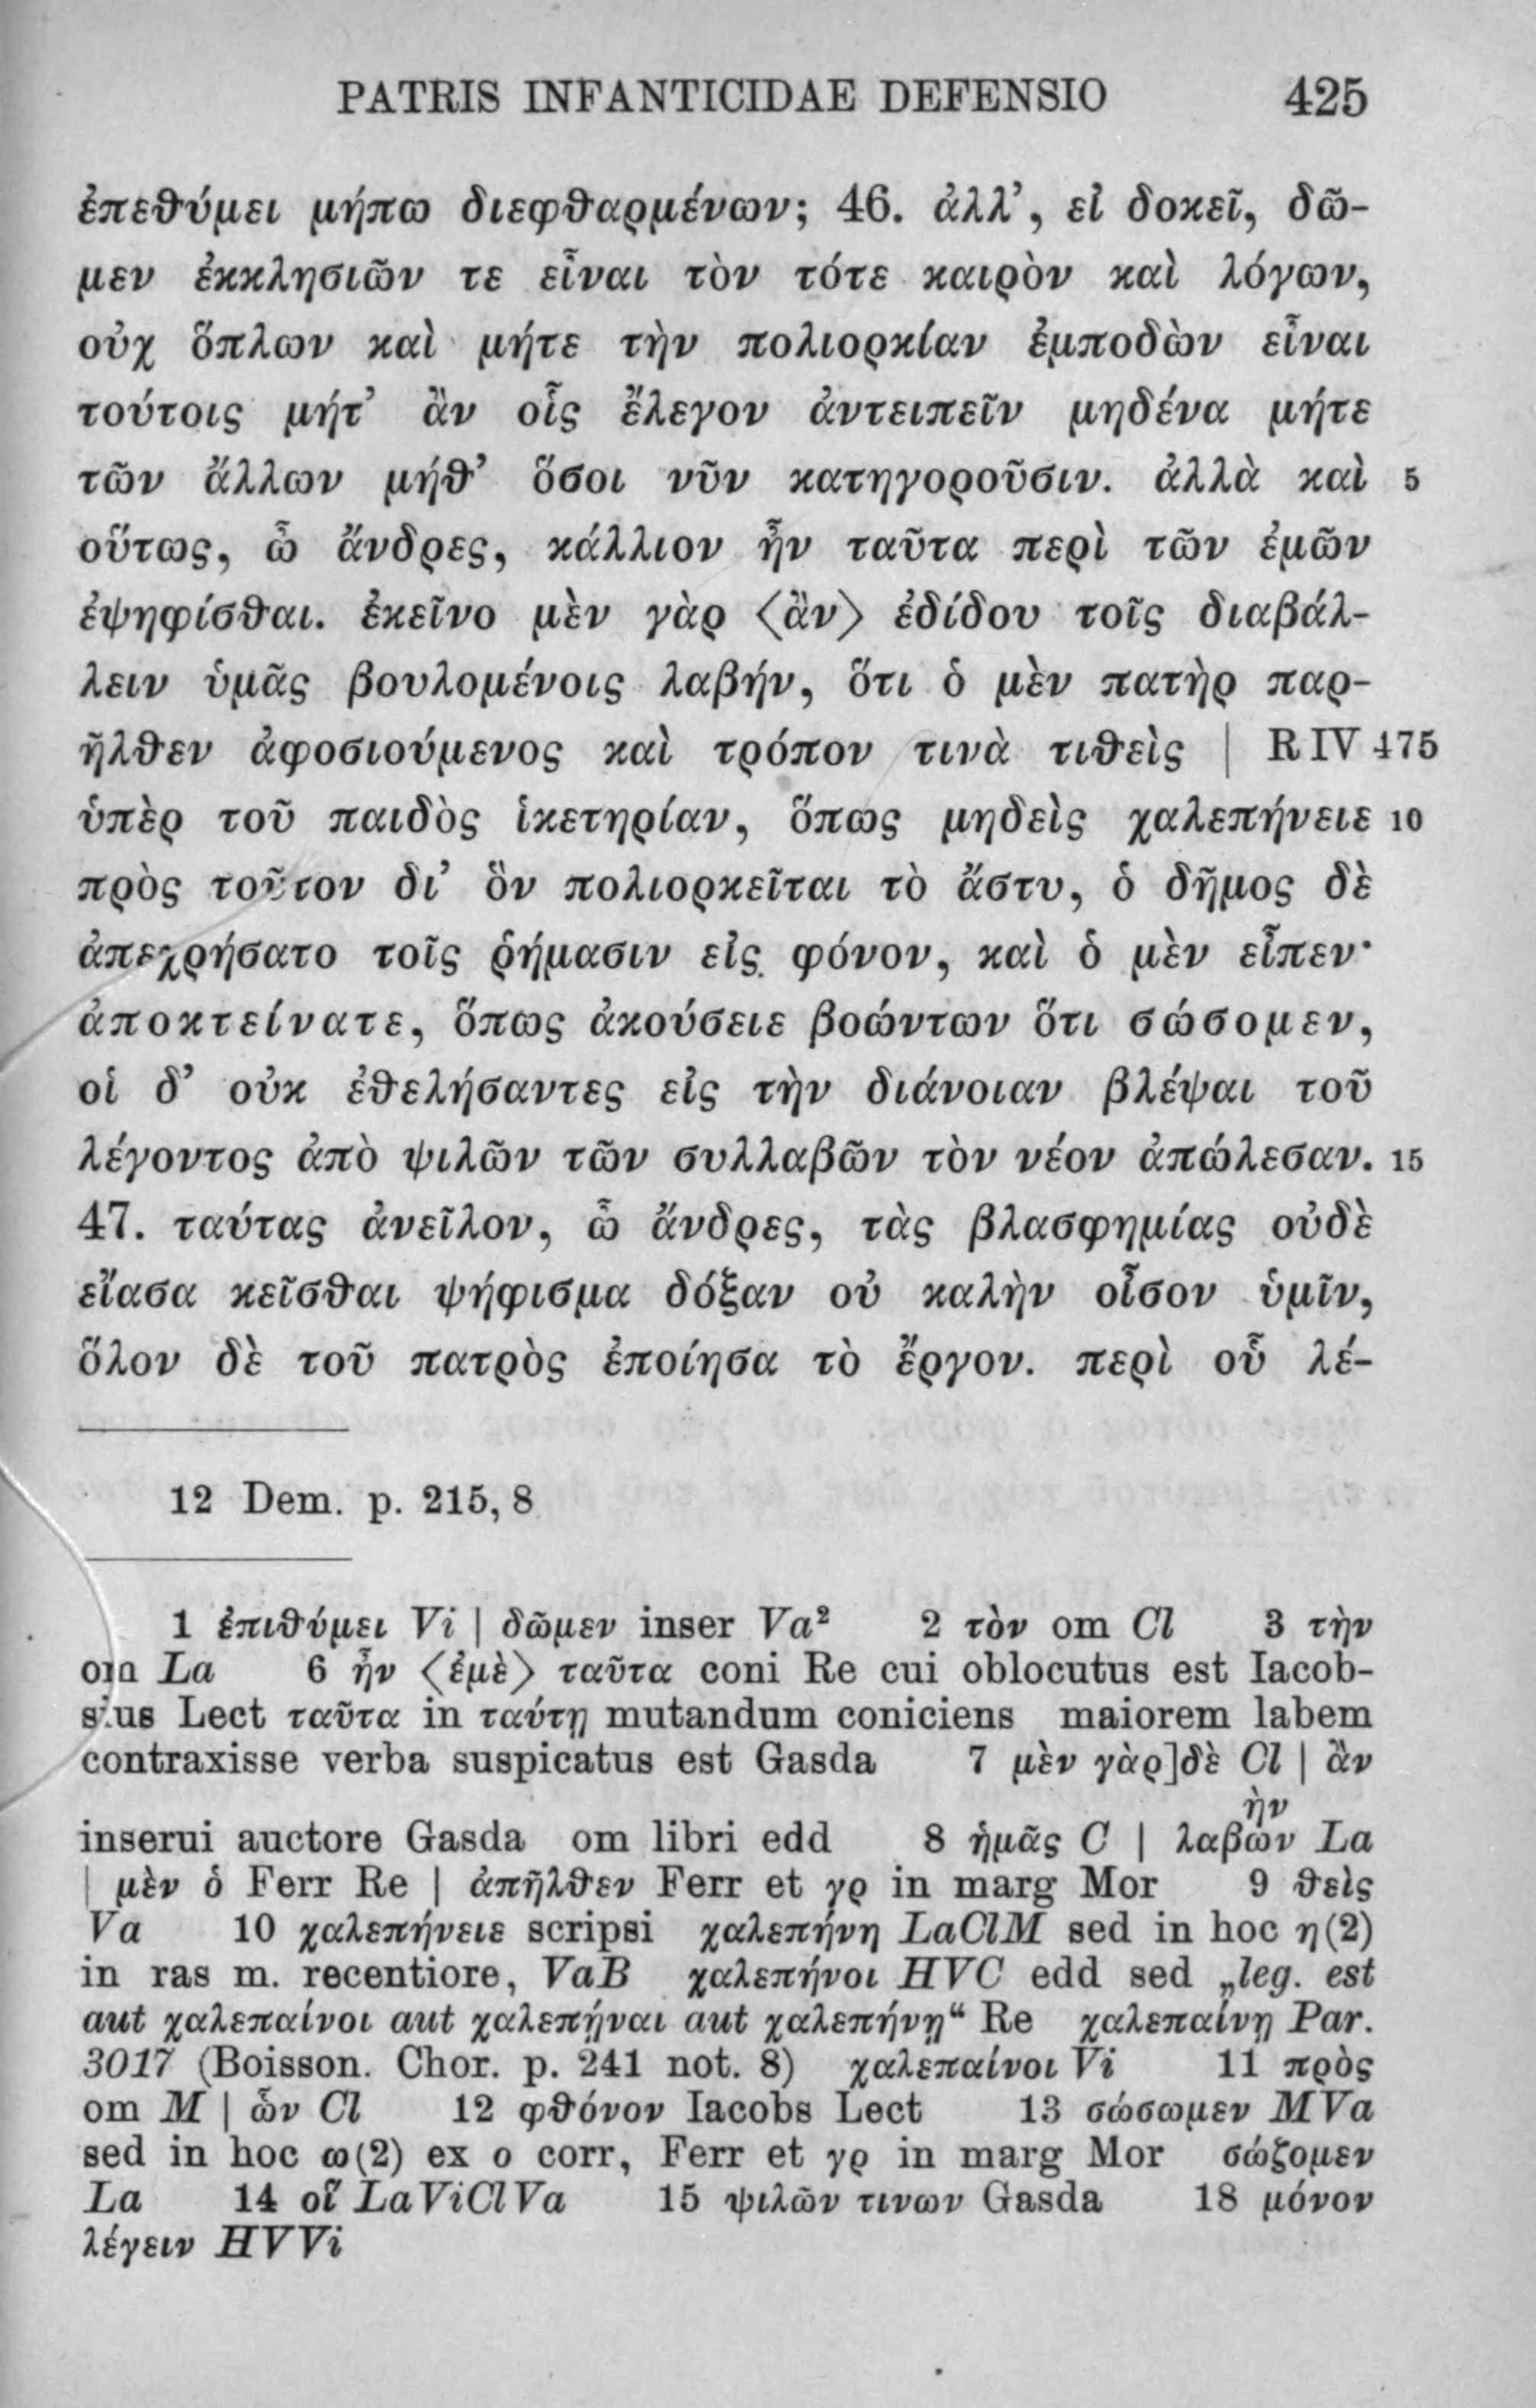 PATRIS INFANTICIDAE DEFENSIO 425
ἐπεθύμει μήπω διεφθαρμένων; 46. ἀλλ’, εἰ δοκεῖ, δῶ-
μεν ἐκκλησιῶν τε εἶναι τὸν τότε καιρὸν καὶ λόγων,
οὐχ ὅπλων καὶ μήτε τὴν πολιορκίαν ἐμποδὼν εἶναι
τούτοις μήτ’ ἂν οἷς ἔλεγον ἀντειπεῖν μηδένα μήτε
τῶν ἄλλων μήθ’ ὅσοι νῦν κατηγοροῦσιν. ἀλλὰ καὶ 5
οὕτως, ὦ ἄνδρες, κάλλιον ἦν ταῦτα περὶ τῶν ἐμῶν
ἐψηφίσθαι. ἐκεῖνο μὲν γὰρ ⟨ἂν⟩ ἐδίδου τοῖς διαβάλ-
λειν ὑμᾶς βουλομένοις λαβήν, ὅτι ὁ μὲν πατὴρ παρ-
ῆλθεν ἀφοσιούμενος καὶ τρόπον τινὰ τιθεὶς | R IV 475
ὑπὲρ τοῦ παιδὸς ἱκετηρίαν, ὅπως μηδεὶς χαλεπήνειε 10
πρὸς τοῦτον δι’ ὃν πολιορκεῖται τὸ ἄστυ, ὁ δῆμος δὲ
ἀπεχρήσατο τοῖς ῥήμασιν εἰς φόνον, καὶ ὁ μὲν εἶπεν·
ἀποκτείνατε, ὅπως ἀκούσειε βοώντων ὅτι σώσομεν,
οἱ δ’ οὐκ ἐθελήσαντες εἰς τὴν διάνοιαν βλέψαι τοῦ
λέγοντος ἀπὸ ψιλῶν τῶν συλλαβῶν τὸν νέον ἀπώλεσαν. 15
47. ταύτας ἀνεῖλον, ὦ ἄνδρες, τὰς βλασφημίας οὐδὲ
εἴασα κεῖσθαι ψήφισμα δόξαν οὐ καλὴν οἶσον ὑμῖν,
ὅλον δὲ τοῦ πατρὸς ἐποίησα τὸ ἔργον. περὶ οὗ λέ-
12 Dem. p. 215, 8
1 ἐπιθύμει Vi | δῶμεν inser Va² 2 τὸν om Cl 3 τὴν
om La 6 ἦν ⟨ἐμὲ⟩ ταῦτα coni Re cui oblocutus est Iacob-
sius Lect ταῦτα in ταύτη mutandum coniciens maiorem labem
contraxisse verba suspicatus est Gasda 7 μὲν γὰρ]δὲ Cl | ἂν
ὴν
inserui auctore Gasda om libri edd 8 ἡμᾶς C | λαβὼν La
| μὲν ὁ Ferr Re | ἀπῆλθεν Ferr et γρ in marg Mor 9 θεὶς
Va 10 χαλεπήνειε scripsi χαλεπήνη LaClM sed in hoc η(2)
in ras m. recentiore, VaB χαλεπήνοι HVC edd sed „leg. est
aut χαλεπαίνοι aut χαλεπῆναι aut χαλεπήνῃ“ Re χαλεπαίνη Par.
3017 (Boisson. Chor. p. 241 not. 8) χαλεπαίνοι Vi 11 πρὸς
om M | ὧν Cl 12 φθόνον Iacobs Lect 13 σώσωμεν MVa
sed in hoc ω(2) ex ο corr, Ferr et γρ in marg Mor σώζομεν
La 14 οἳ LaViClVa 15 ψιλῶν τινων Gasda 18 μόνον
λέγειν HVVi